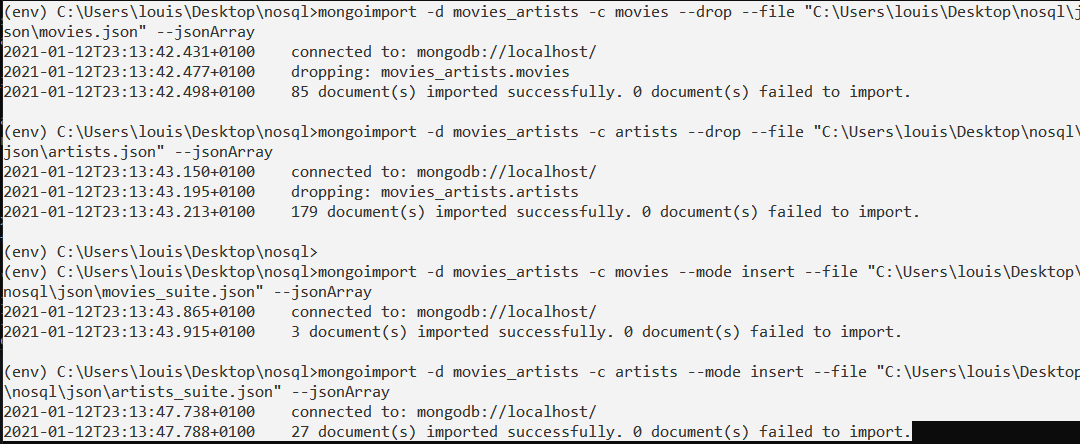 (env) C:\Users\louis\Desktop\nosql>mongoimport -d movies_artists -c movies --drop --file "C:\Users\louis\Desktop\nosql\j
son\movies.json" --jsonArray
2021-01-12T23:13:42.431+0100    connected to: mongodb://localhost/
2021-01-12T23:13:42.477+0100    dropping: movies_artists.movies
2021-01-12T23:13:42.498+0100    85 document(s) imported successfully. 0 document(s) failed to import.
(env) C:\Users\louis\Desktop\nosql>mongoimport -d movies_artists -c artists --drop --file "C:\Users\louis\Desktop\nosql\
json\artists.json" --jsonArray
2021-01-12T23:13:43.150+0100    connected to: mongodb://localhost/
2021-01-12T23:13:43.195+0100    dropping: movies_artists.artists
2021-01-12T23:13:43.213+0100    179 document(s) imported successfully. 0 document(s) failed to import.
(env) C:\Users\louis\Desktop\nosql>
(env) C:\Users\louis\Desktop\nosql>mongoimport -d movies_artists -c movies --mode insert --file "C:\Users\louis\Desktop\
nosql\json\movies_suite.json" --jsonArray
2021-01-12T23:13:43.865+0100    connected to: mongodb://localhost/
2021-01-12T23:13:43.915+0100    3 document(s) imported successfully. 0 document(s) failed to import.
(env) C:\Users\louis\Desktop\nosql>mongoimport -d movies_artists -c artists --mode insert --file "C:\Users\louis\Desktop
\nosql\json\artists_suite.json" --jsonArray
2021-01-12T23:13:47.738+0100    connected to: mongodb://localhost/
2021-01-12T23:13:47.788+0100    27 document(s) imported successfully. 0 document(s) failed to import.